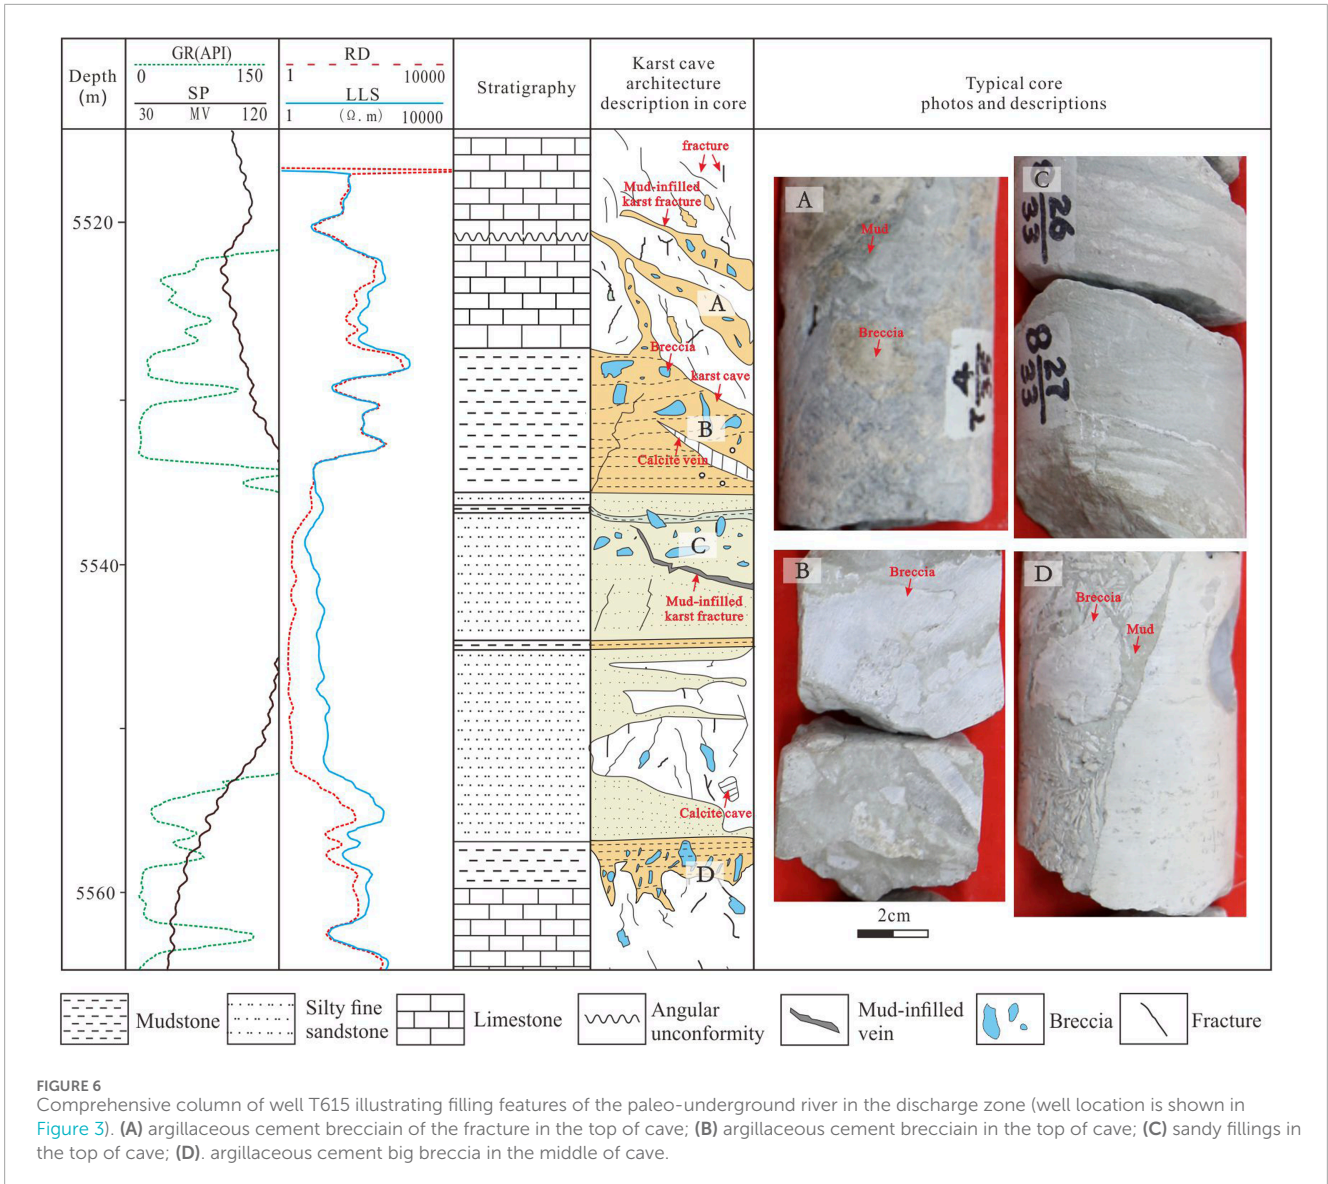 Depth
(m)
GR(API)
0 150
SP
30 MV 120
RD
1 10000
LLS
1 (Ω.m) 10000
Stratigraphy
Karst cave
architecture
description in core
Typical core
photos and descriptions
5520
5540
5560
fracture
Mud-infilled
karst fracture
A
Breccia
karst cave
B
Calcite vein
C
Mud-infilled
karst fracture
Calcite cave
D
A
Mud
Breccia
4
C
26
33
8 27
33
B
Breccia
2cm
D
Breccia
Mud
Mudstone
Silty fine
sandstone
Limestone
Angular
unconformity
Mud-infilled
vein
Breccia
Fracture
FIGURE 6
Comprehensive column of well T615 illustrating filling features of the paleo-underground river in the discharge zone (well location is shown in
Figure 3). (A) argillaceous cement brecciain of the fracture in the top of cave; (B) argillaceous cement brecciain in the top of cave; (C) sandy fillings in
the top of cave; (D). argillaceous cement big breccia in the middle of cave.